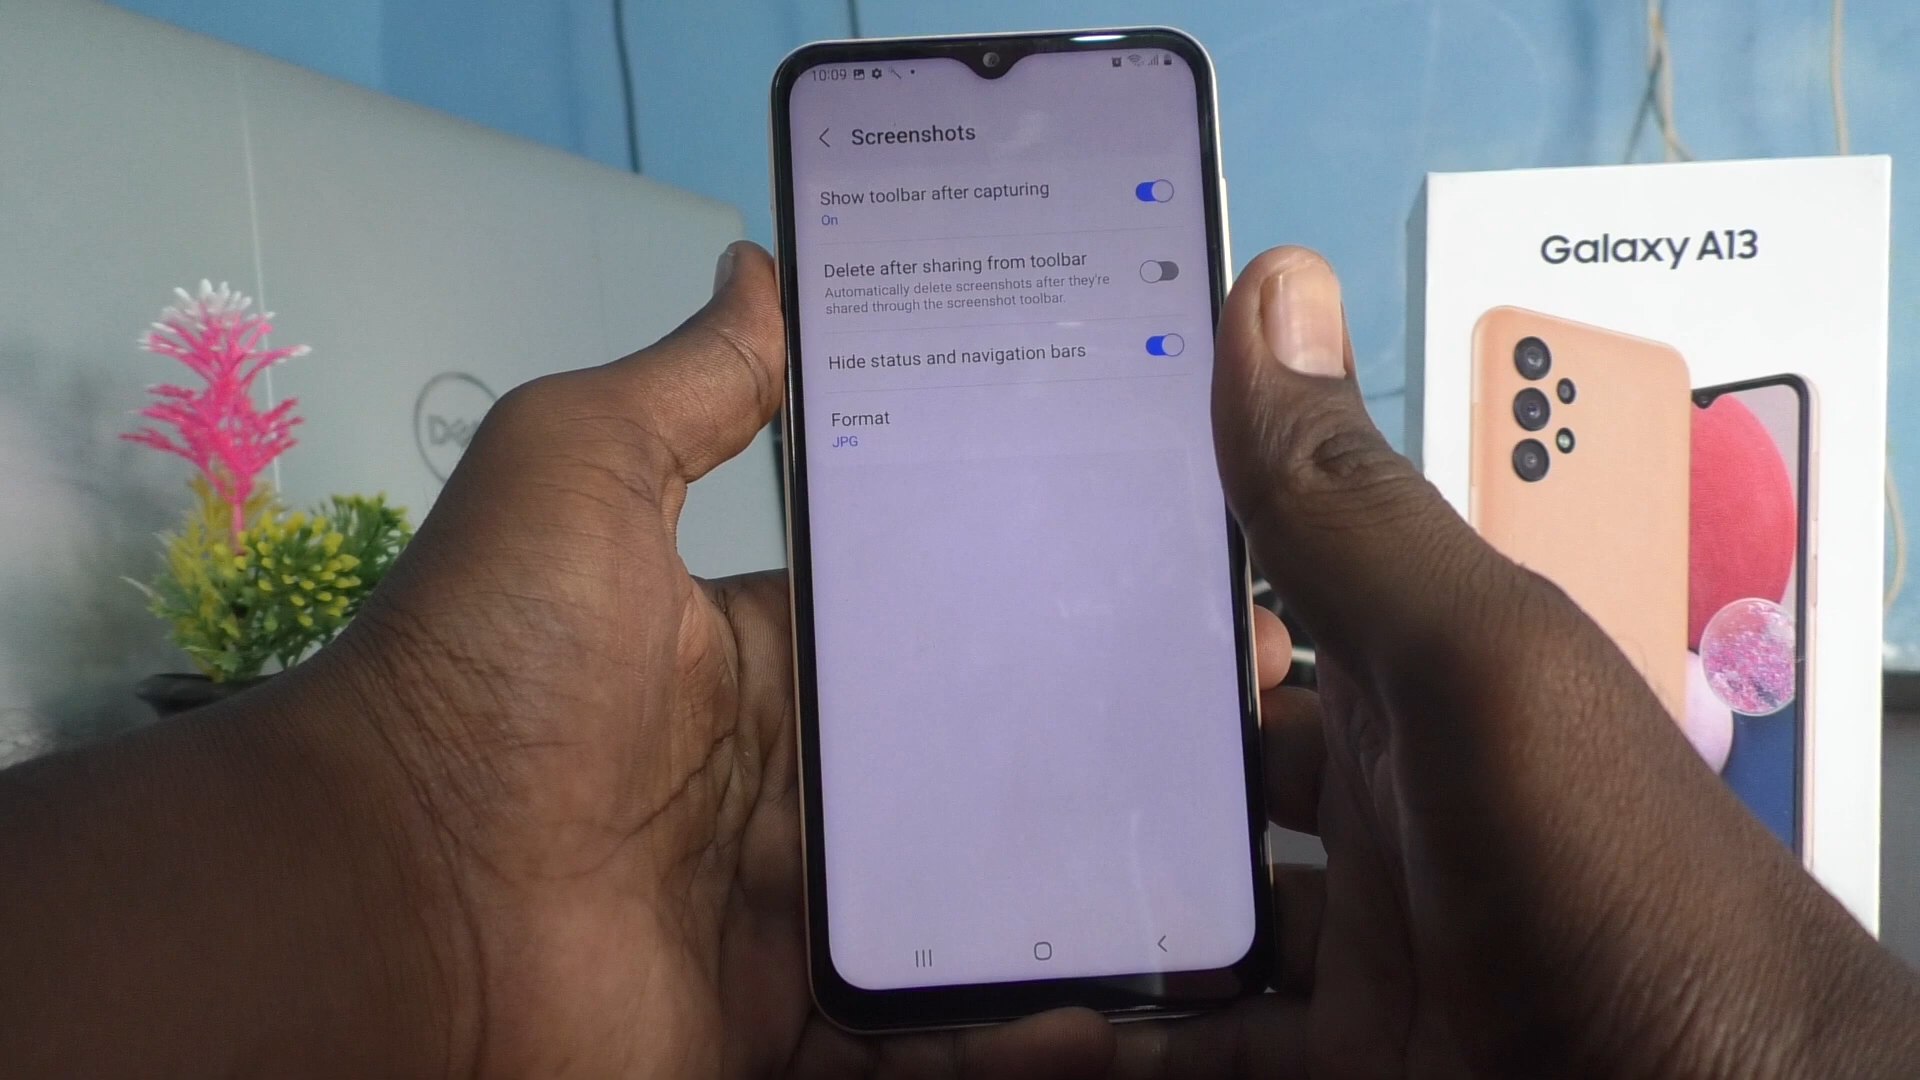 10:09
Screenshots
Show toolbar after capturing
On
Delete after sharing from toolbar
Automatically delete screenshots after they're
shared through the screenshot toolbar.
Hide status and navigation bars
Format
JPG
Galaxy A13